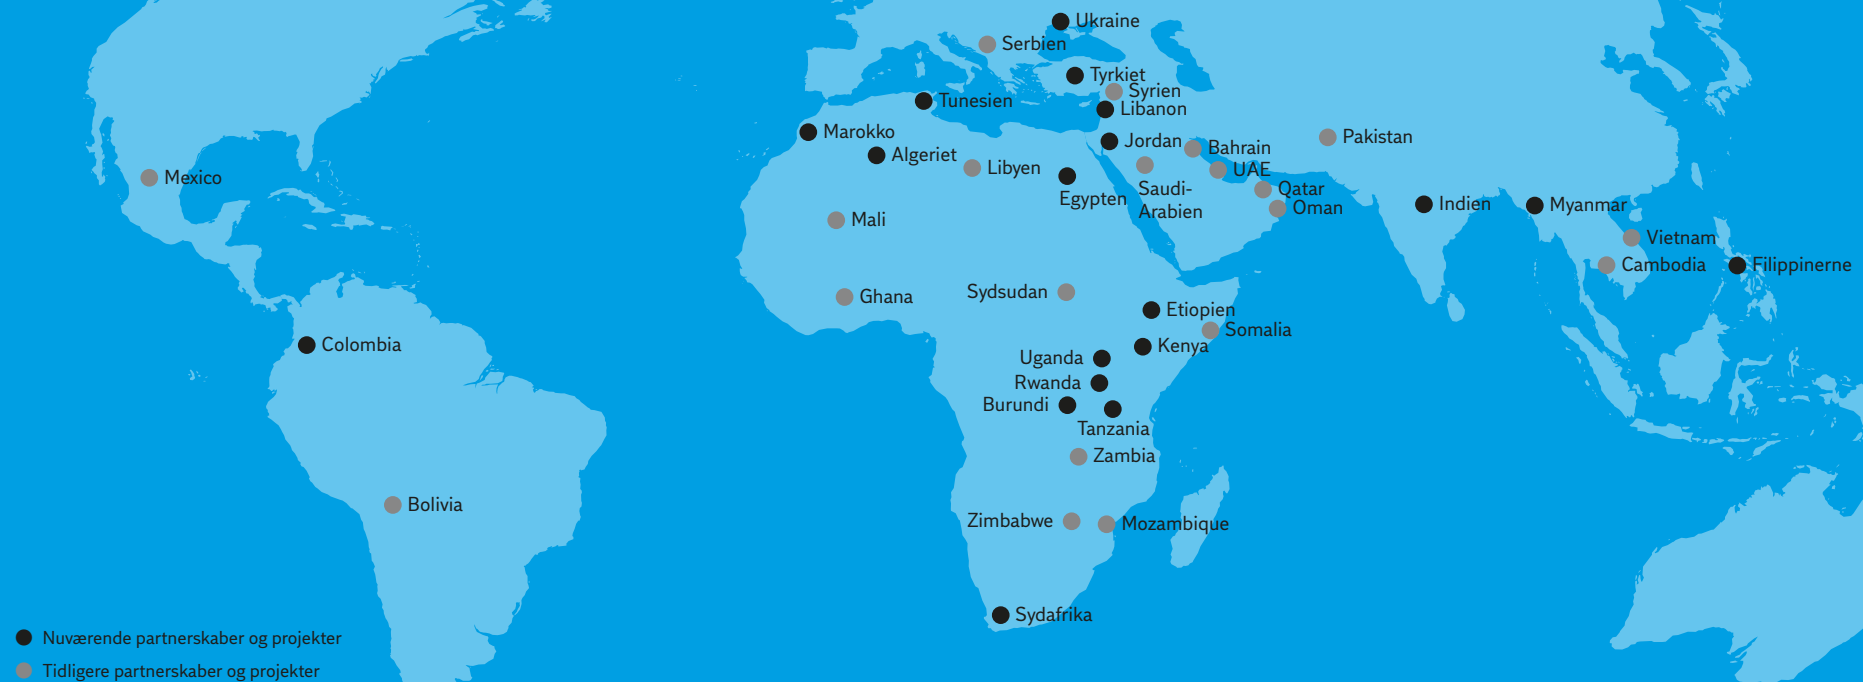 Ukraine
Serbien
Tyrkiet
Syrien
Tunesien
Libanon
Marokko
Jordan
Pakistan
Bahrain
Algeriet
Libyen
UAE
Mexico
Saudi-
Arabien
Qatar
Egypten
Oman
Indien
Myanmar
Mali
Vietnam
Cambodia
Filippinerne
Sydsudan
Ghana
Etiopien
Somalia
Colombia
Kenya
Uganda
Rwanda
Burundi
Tanzania
Zambia
Bolivia
Zimbabwe
Mozambique
Sydafrika
Nuværende partnerskaber og projekter
Tidligere partnerskaber og projekter